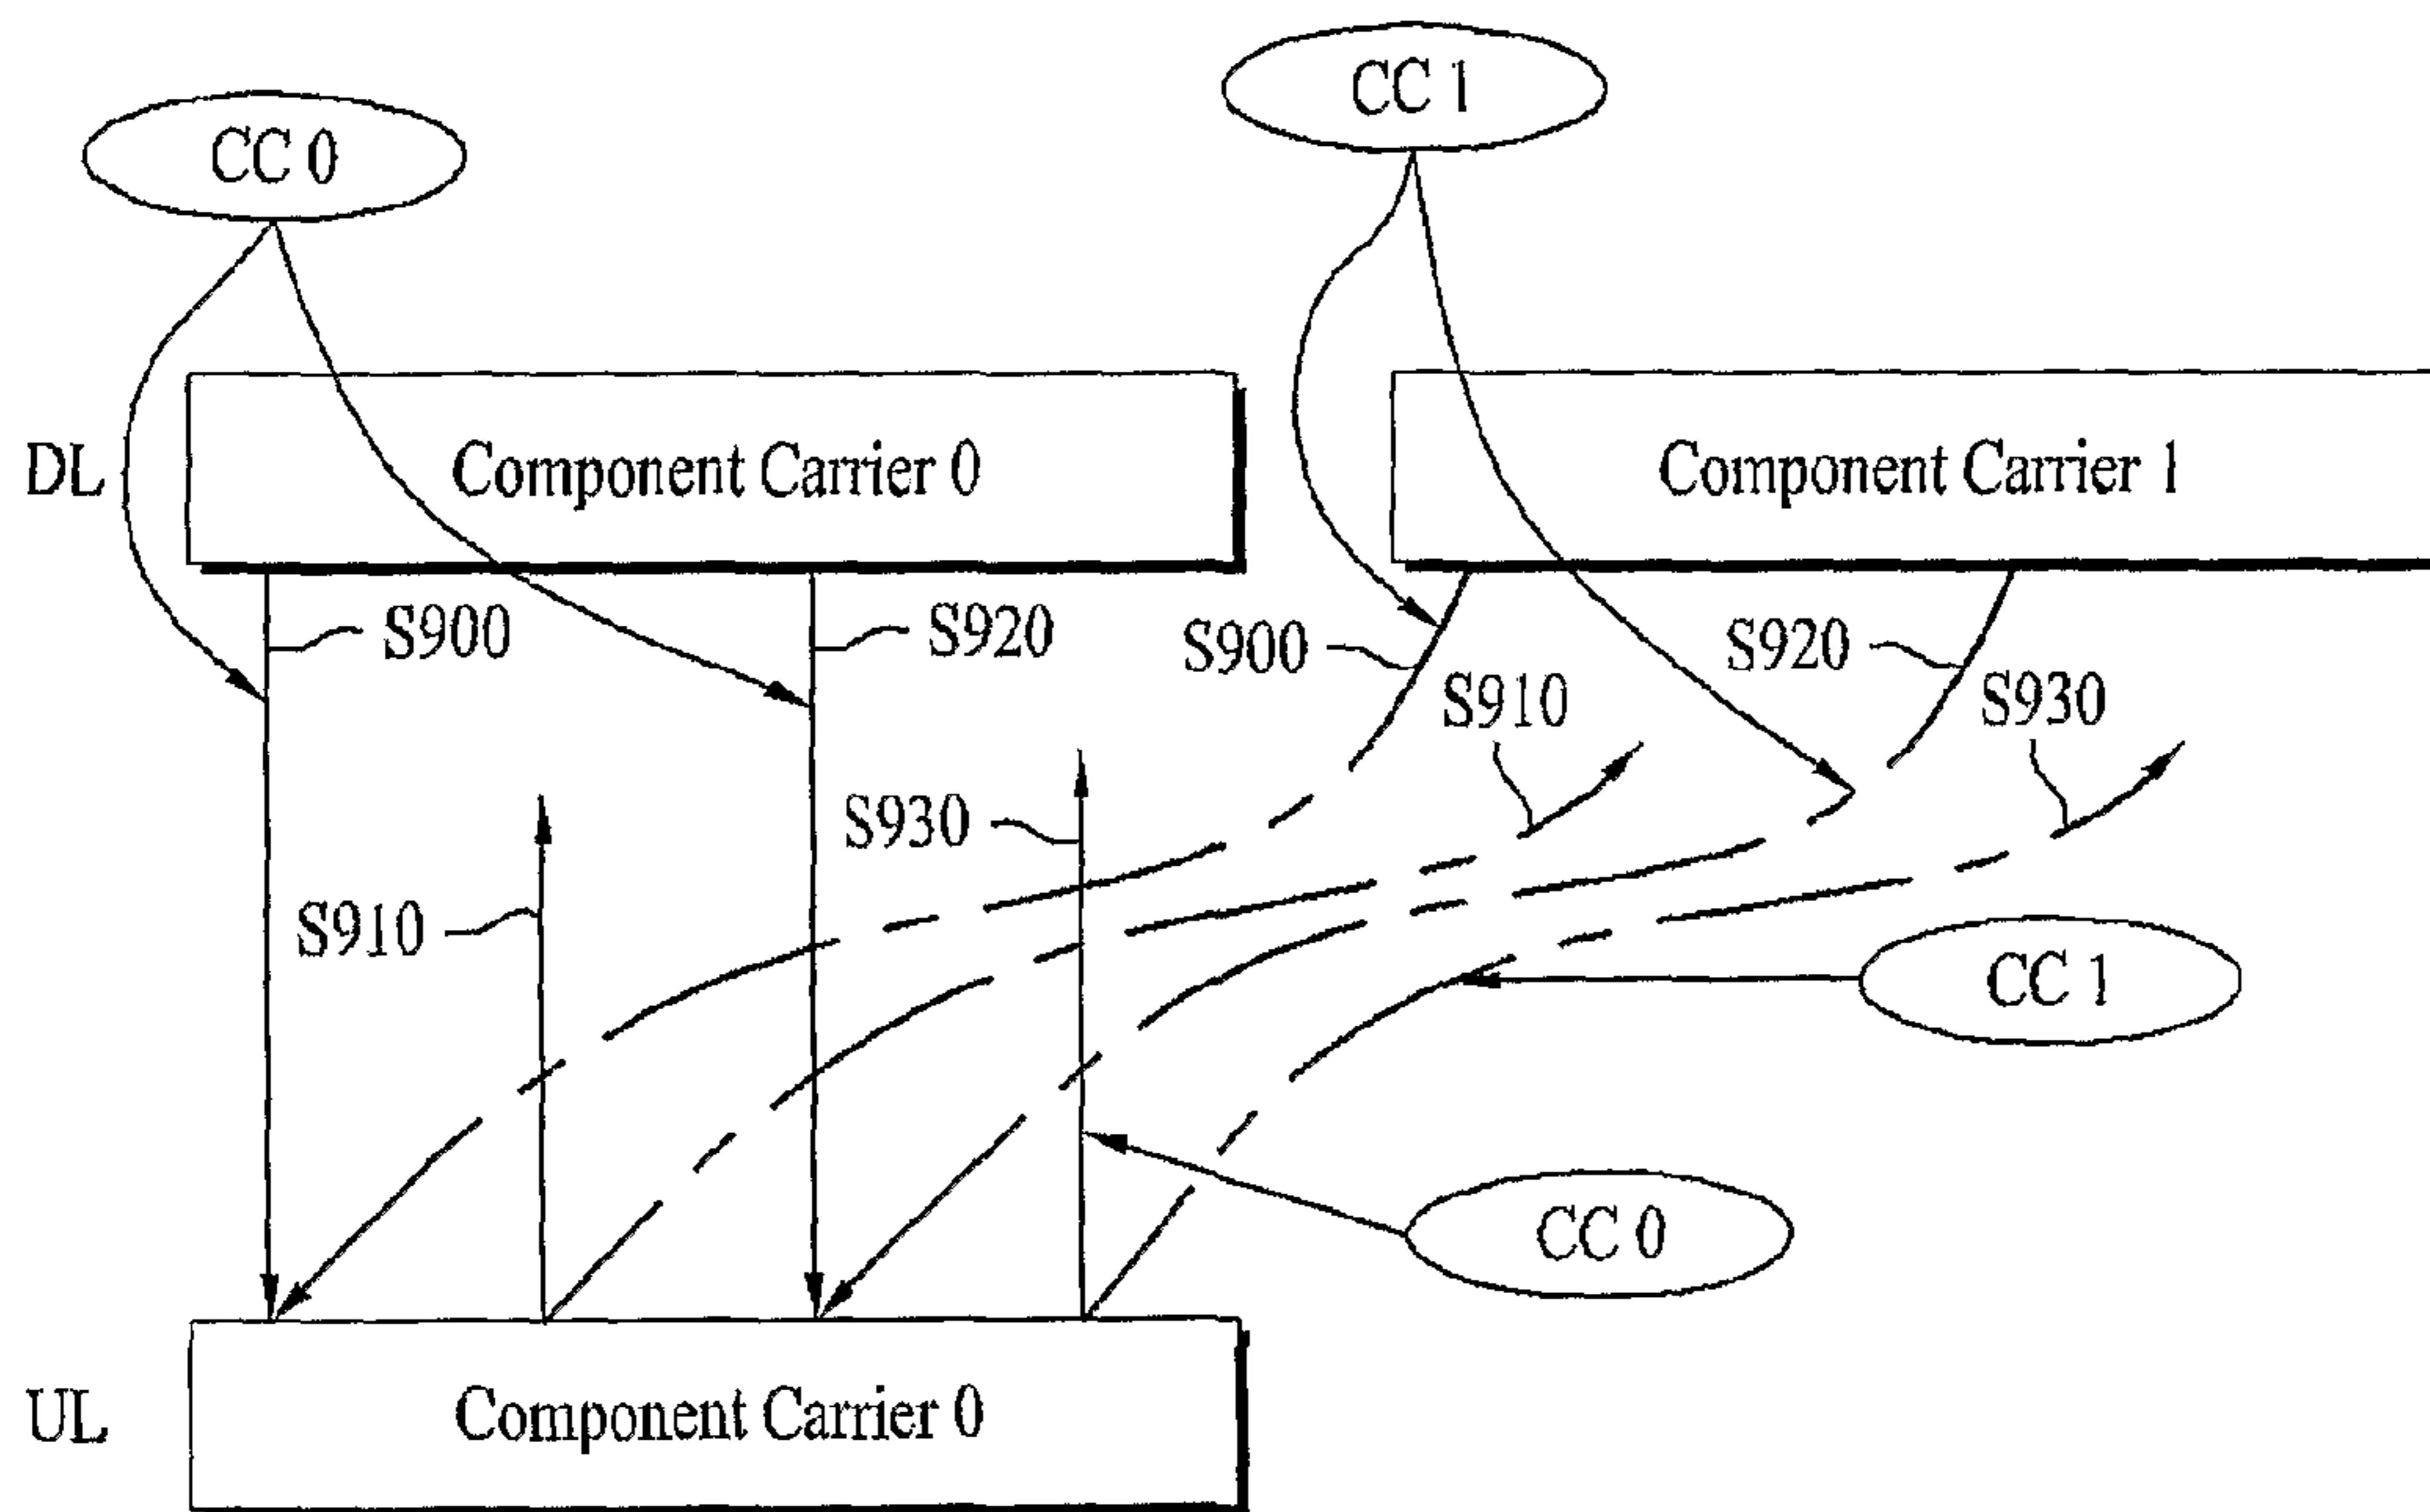 CC 1
CC 0
DL
Component Carrier 0
Component Carrier 1
S900
S920
S900
S920
S910
S930
S930
S910
CC 1
CC 0
UL
Component Carrier 0